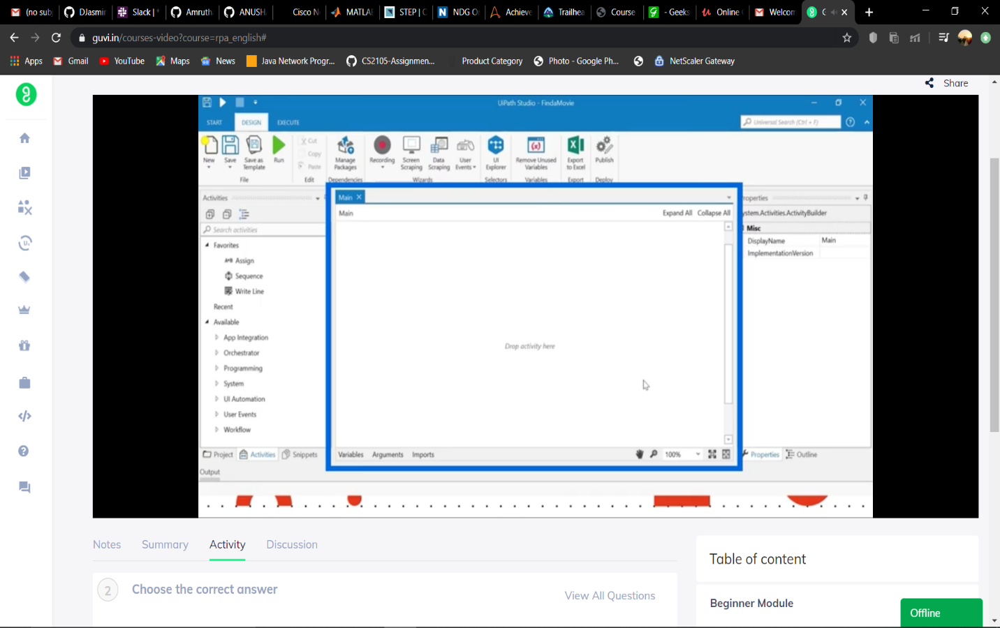 (no sub
DJasmir
Slack | *
Amruth
ANUSH
Cisco N
MATLA
STEP | C
NDG O
Achieve
Trailhea
Course
- Geeks
Online
Welcom
G
guvi.in/courses-video?course=rpa_english#
Apps
Gmail
YouTube
Maps
News
Java Network Progr...
CS2105-Assignmen...
Product Category
Photo - Google Ph...
NetScaler Gateway
Share
UiPath Studio - FindaMovie
START
DESIGN
EXECUTE
Universal Search (Ctrl + F)
New
Save
Save as Template
Run
Cut
Copy
Paste
Manage Packages
Recording
Screen Scraping
Data Scraping
User Events
UI Explorer
Remove Unused Variables
Export to Excel
Publish
File
Edit
Dependencies
Wizards
Selectors
Variables
Export
Deploy
Activities
Search activities
Favorites
Assign
Sequence
Write Line
Recent
Available
App Integration
Orchestrator
Programming
System
UI Automation
User Events
Workflow
Project
Activities
Snippets
Output
Main
Main
Expand All
Collapse All
Drop activity here
Variables
Arguments
Imports
100%
roperties
ystem.Activities.ActivityBuilder
Misc
DisplayName
Main
ImplementationVersion
Properties
Outline
Notes
Summary
Activity
Discussion
2
Choose the correct answer
View All Questions
Table of content
Beginner Module
Offline